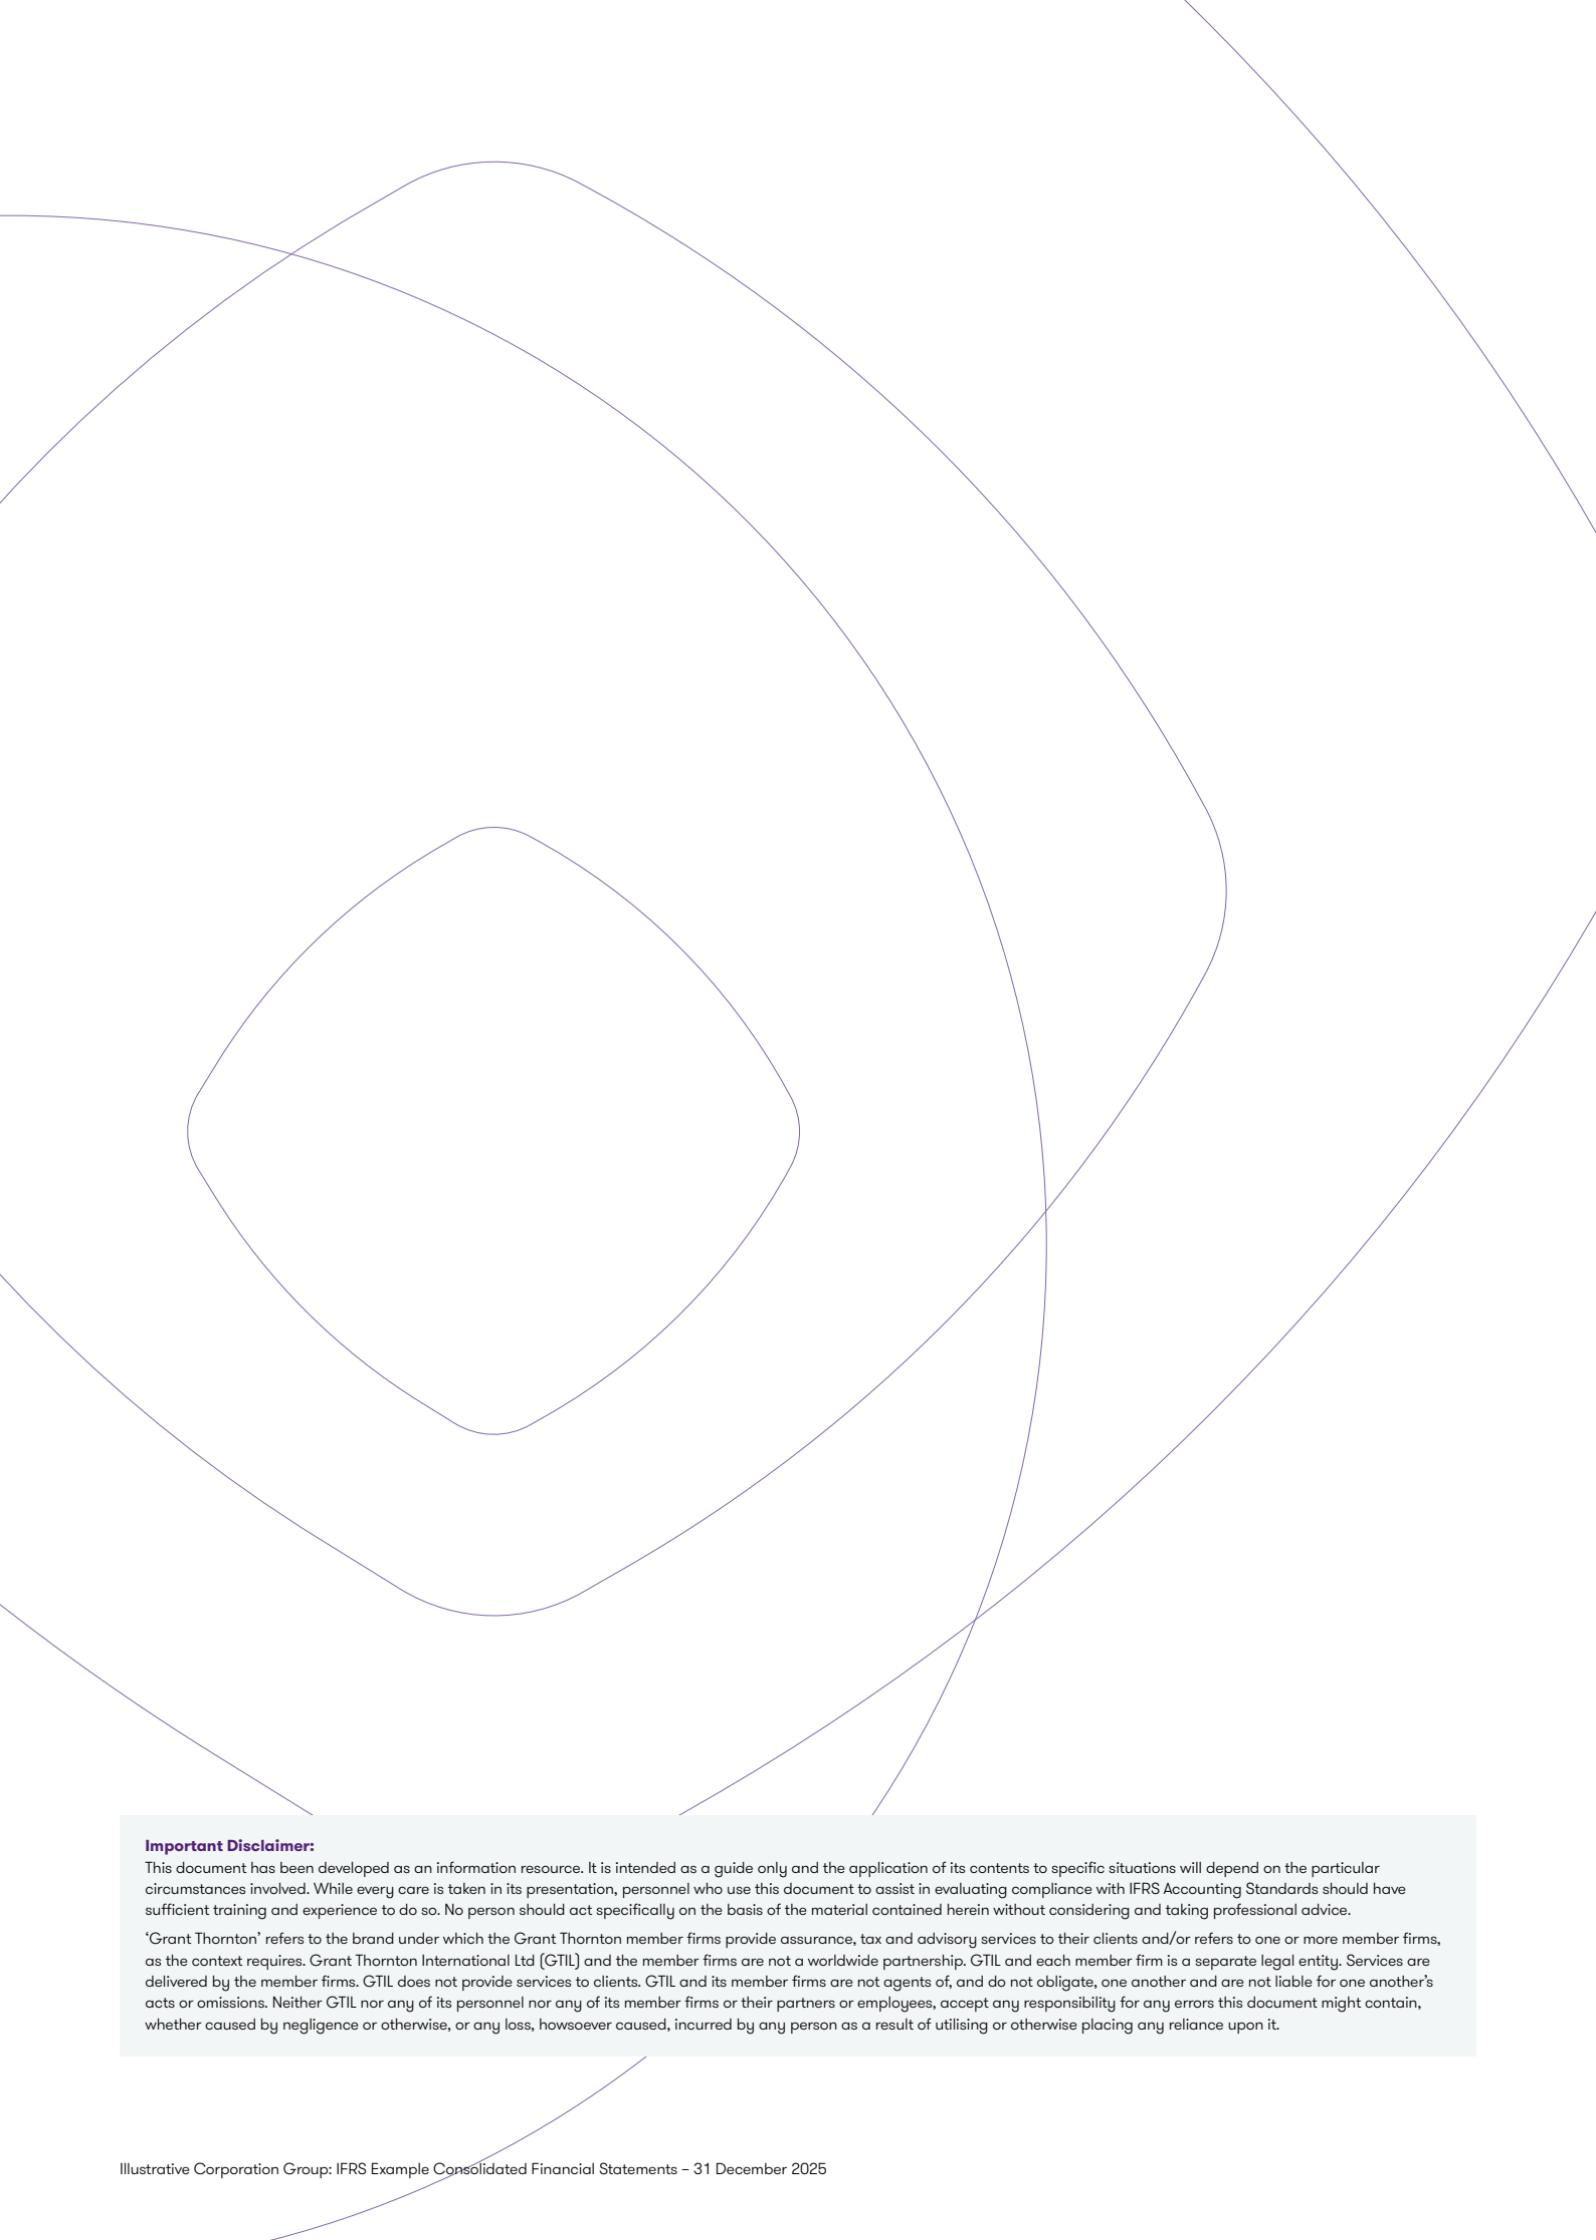 Important Disclaimer:
This document has been developed as an information resource. It is intended as a guide only and the application of its contents to specific situations will depend on the particular
circumstances involved. While every care is taken in its presentation, personnel who use this document to assist in evaluating compliance with IFRS Accounting Standards should have
sufficient training and experience to do so. No person should act specifically on the basis of the material contained herein without considering and taking professional advice.
‘Grant Thornton’ refers to the brand under which the Grant Thornton member firms provide assurance, tax and advisory services to their clients and/or refers to one or more member firms,
as the context requires. Grant Thornton International Ltd (GTIL) and the member firms are not a worldwide partnership. GTIL and each member firm is a separate legal entity. Services are
delivered by the member firms. GTIL does not provide services to clients. GTIL and its member firms are not agents of, and do not obligate, one another and are not liable for one another’s
acts or omissions. Neither GTIL nor any of its personnel nor any of its member firms or their partners or employees, accept any responsibility for any errors this document might contain,
whether caused by negligence or otherwise, or any loss, howsoever caused, incurred by any person as a result of utilising or otherwise placing any reliance upon it.
Illustrative Corporation Group: IFRS Example Consolidated Financial Statements – 31 December 2025